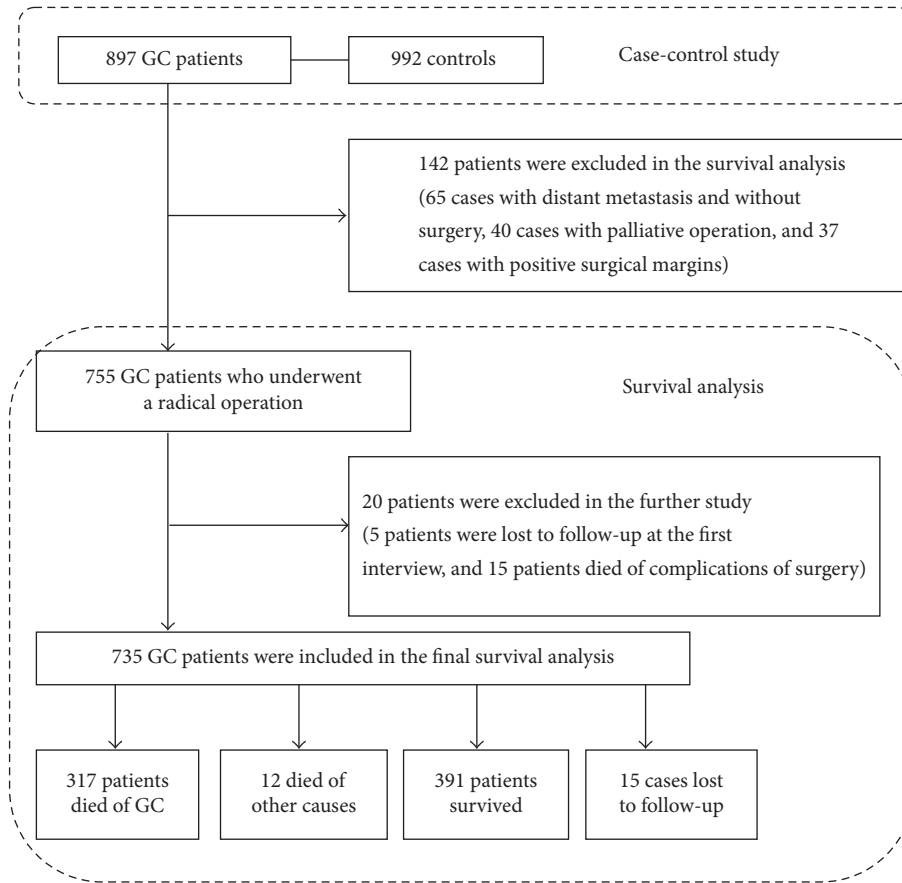 897 GC patients
992 controls
Case-control study
142 patients were excluded in the survival analysis
(65 cases with distant metastasis and without
surgery, 40 cases with palliative operation, and 37
cases with positive surgical margins)
755 GC patients who underwent
a radical operation
Survival analysis
20 patients were excluded in the further study
(5 patients were lost to follow-up at the first
interview, and 15 patients died of complications of surgery)
735 GC patients were included in the final survival analysis
317 patients
died of GC
12 died of
other causes
391 patients
survived
15 cases lost
to follow-up